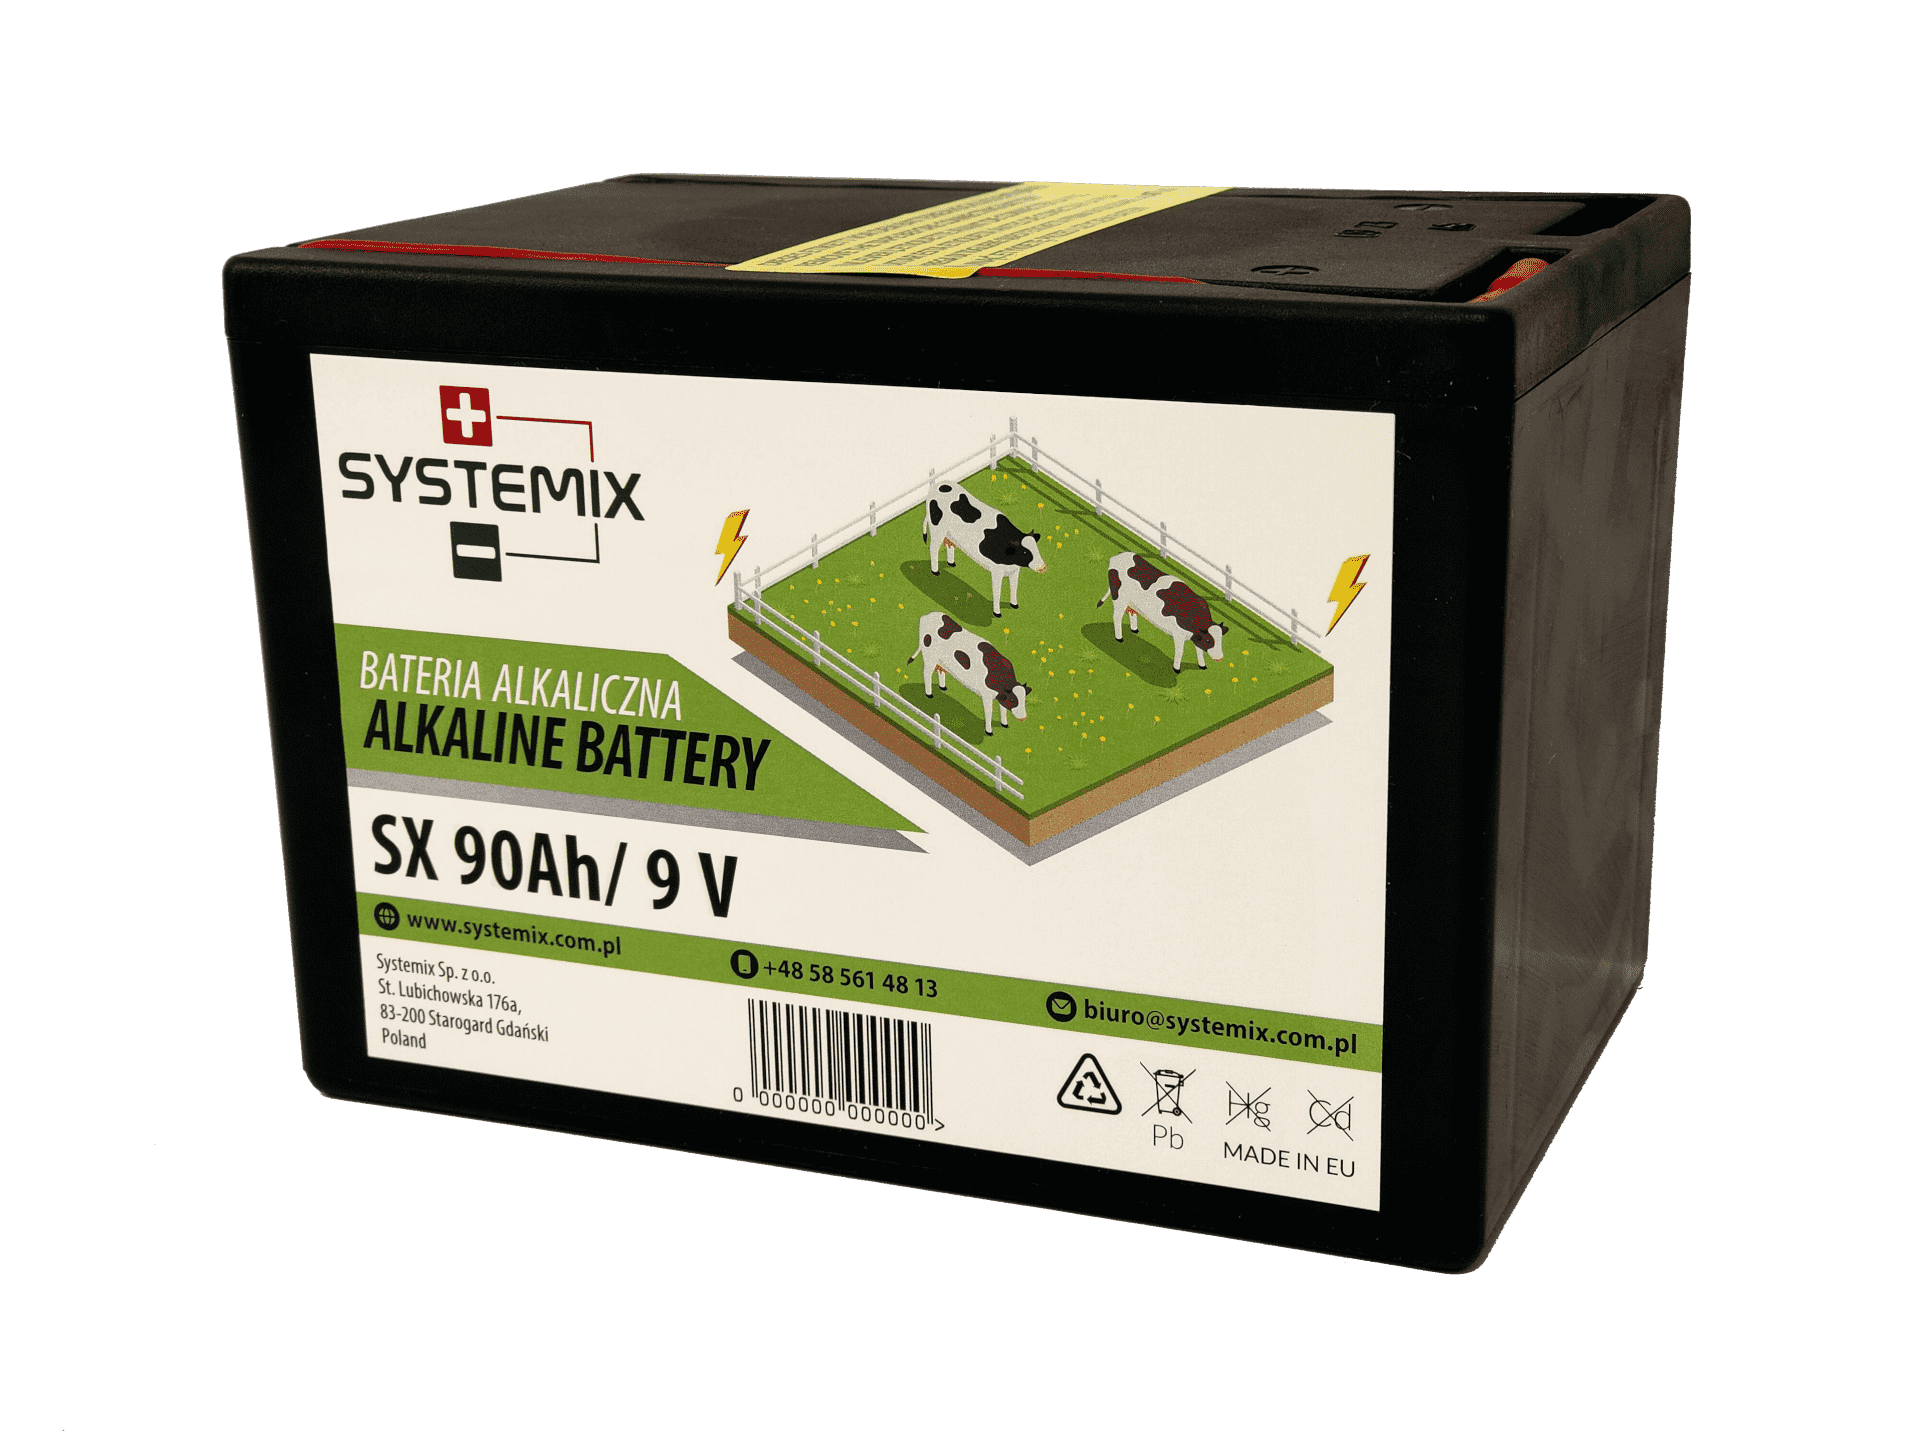 SYSTEMIX
BATERIA ALKALICZNA
ALKALINE BATTERY
SX 90Ah/ 9 V
www.systemix.com.pl
+48 58 561 48 13
biuro@systemix.com.pl
Systemix Sp. z o.o.
St. Lubichowska 176a,
83-200 Starogard Gdański
Poland
0 000000 000000 >
Pb
Hg
Cd
MADE IN EU